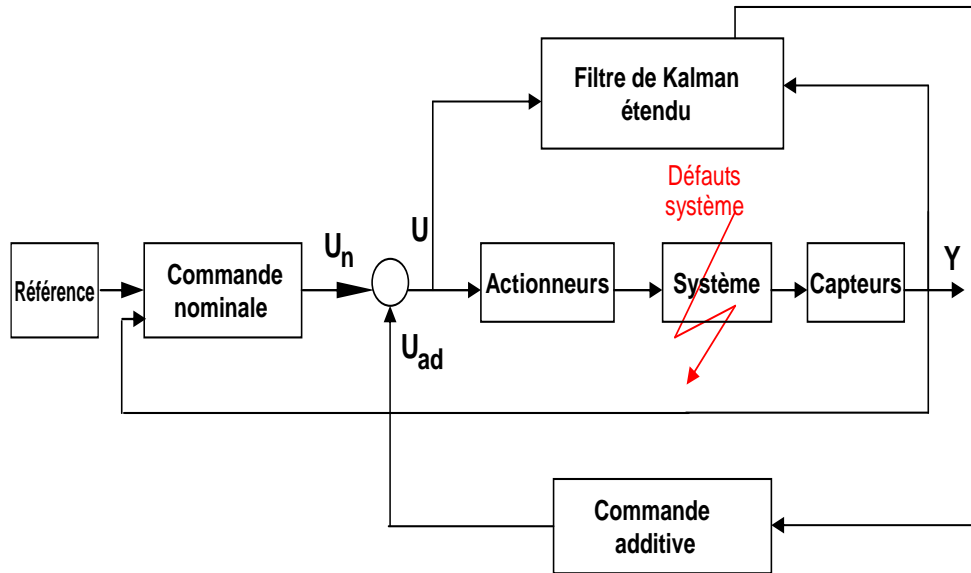 Filtre de Kalman
étendu
Défauts
système
Référence
Commande
nominale
Un
U
Actionneurs
Système
Capteurs
Y
Uad
Commande
additive